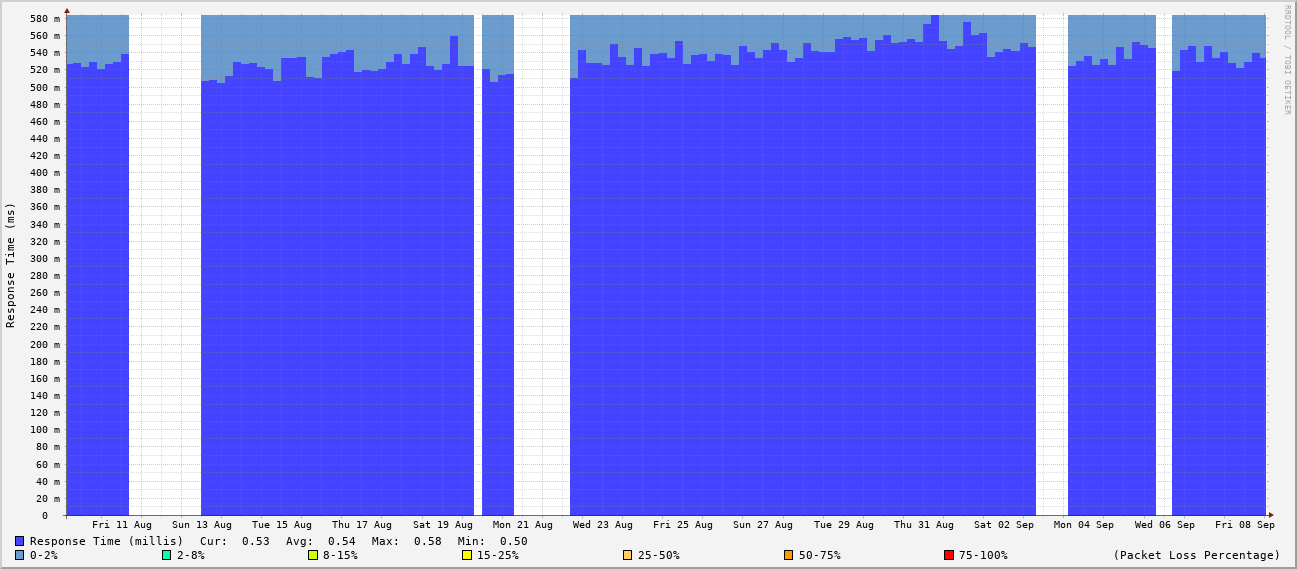 580 m
560 m
540 m
520 m
500 m
480 m
460 m
440 m
420 m
400 m
380 m
360 m
340 m
320 m
300 m
280 m
260 m
240 m
220 m
200 m
180 m
160 m
140 m
120 m
100 m
80 m
60 m
40 m
20 m
0
Response Time (ms)
RRDTOOL / TOBI OETIKER
Fri 11 Aug Sun 13 Aug Tue 15 Aug Thu 17 Aug Sat 19 Aug Mon 21 Aug Wed 23 Aug Fri 25 Aug Sun 27 Aug Tue 29 Aug Thu 31 Aug Sat 02 Sep Mon 04 Sep Wed 06 Sep Fri 08 Sep
Response Time (millis) Cur: 0.53 Avg: 0.54 Max: 0.58 Min: 0.50
0-2% 2-8% 8-15% 15-25% 25-50% 50-75% 75-100% (Packet Loss Percentage)